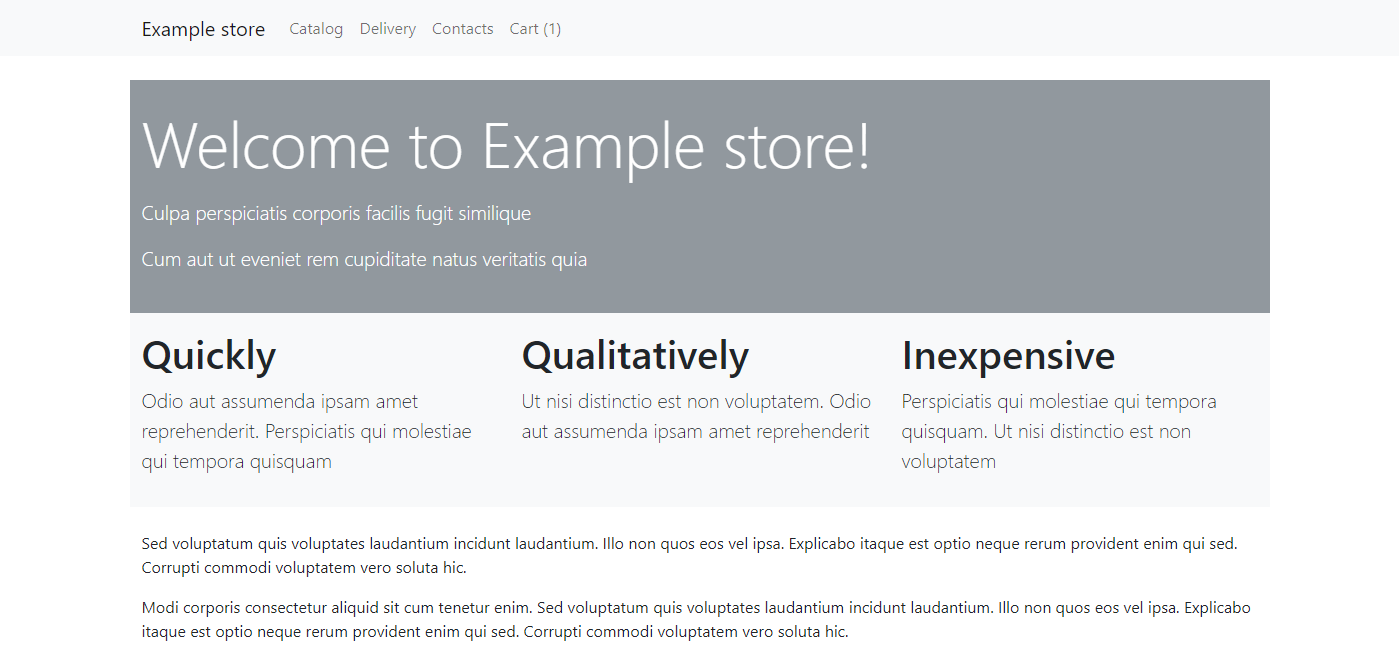 Example store Catalog Delivery Contacts Cart (1)
Welcome to Example store!
Culpa perspiciatis corporis facilis fugit similique
Cum aut ut eveniet rem cupiditate natus veritatis quia
Quickly
Odio aut assumenda ipsam amet
reprehenderit. Perspiciatis qui molestiae
qui tempora quisquam
Qualitatively
Ut nisi distinctio est non voluptatem. Odio
aut assumenda ipsam amet reprehenderit
Inexpensive
Perspiciatis qui molestiae qui tempora
quisquam. Ut nisi distinctio est non
voluptatem
Sed voluptatum quis voluptates laudantium incidunt laudantium. Illo non quos eos vel ipsa. Explicabo itaque est optio neque rerum provident enim qui sed.
Corrupti commodi voluptatem vero soluta hic.
Modi corporis consectetur aliquid sit cum tenetur enim. Sed voluptatum quis voluptates laudantium incidunt laudantium. Illo non quos eos vel ipsa. Explicabo
itaque est optio neque rerum provident enim qui sed. Corrupti commodi voluptatem vero soluta hic.